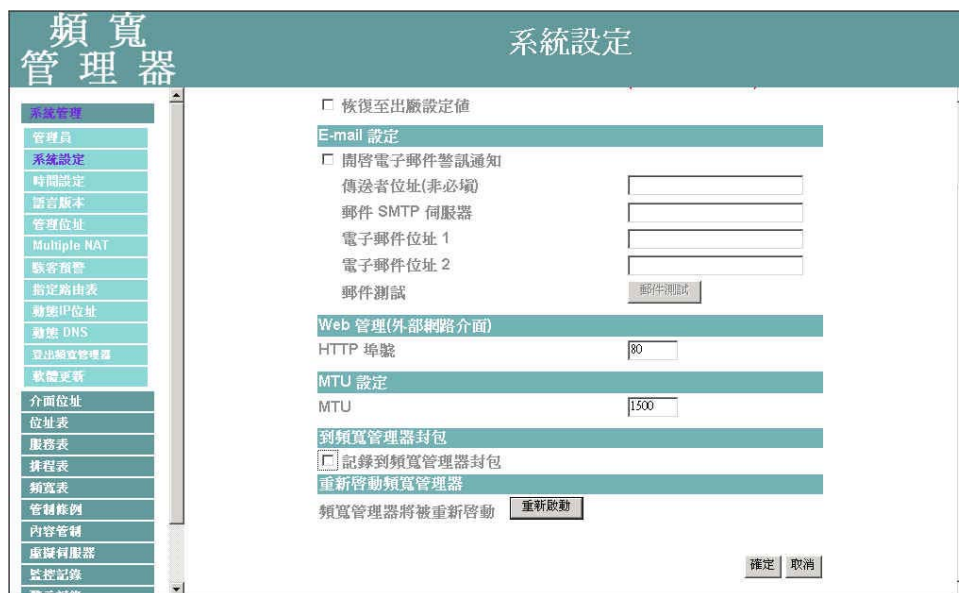 頻寬
管理器
系統設定
系統管理
管理員
系統設定
時間設定
語言版本
管理位址
Multiple NAT
駭客預警
指定路由表
動態IP位址
動態 DNS
登出頻寬管理器
軟體更新
介面位址
位址表
服務表
排程表
頻寬表
管制條例
內容管制
虛擬伺服器
監控記錄
恢復至出廠設定值
E-mail 設定
開啓電子郵件警訊通知
傳送者位址(非必塡)
郵件 SMTP 伺服器
電子郵件位址 1
電子郵件位址 2
郵件測試
郵件測試
Web 管理(外部網路介面)
HTTP 埠號
80
MTU 設定
MTU
1500
到頻寬管理器封包
記錄到頻寬管理器封包
重新啓動頻寬管理器
頻寬管理器將被重新啓動
重新啟動
確定
取消